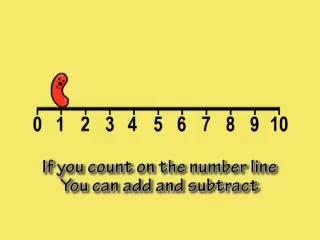 0 1 2 3 4 5 6 7 8 9 10
If you count on the number line
You can add and subtract